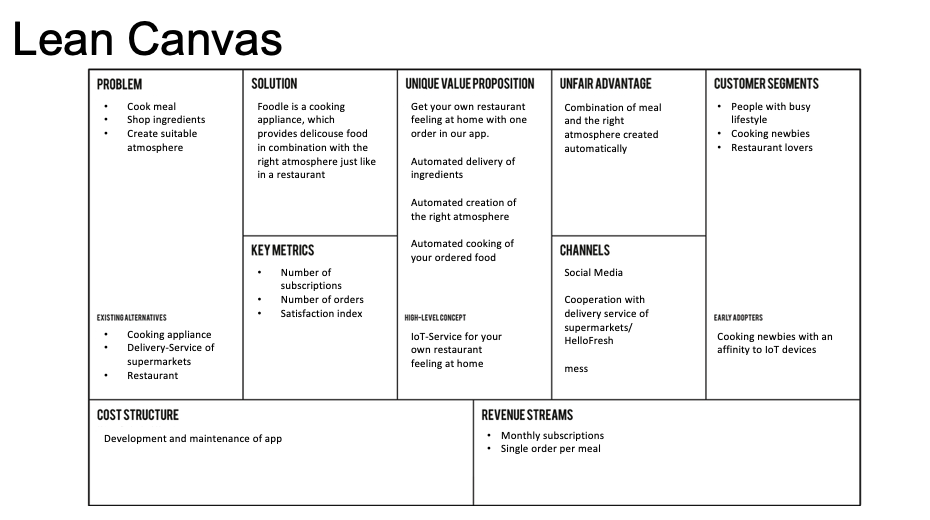 Lean Canvas
PROBLEM
• Cook meal
• Shop ingredients
• Create suitable
atmosphere
EXISTING ALTERNATIVES
• Cooking appliance
• Delivery-Service of
supermarkets
• Restaurant
SOLUTION
Foodle is a cooking
appliance, which
provides delicouse food
in combination with the
right atmosphere just like
in a restaurant
KEY METRICS
• Number of
subscriptions
• Number of orders
• Satisfaction index
UNIQUE VALUE PROPOSITION
Get your own restaurant
feeling at home with one
order in our app.
Automated delivery of
ingredients
Automated creation of
the right atmosphere
Automated cooking of
your ordered food
HIGH-LEVEL CONCEPT
IoT-Service for your
own restaurant
feeling at home
UNFAIR ADVANTAGE
Combination of meal
and the right
atmosphere created
automatically
CHANNELS
Social Media
Cooperation with
delivery service of
supermarkets/
HelloFresh
mess
CUSTOMER SEGMENTS
• People with busy
lifestyle
• Cooking newbies
• Restaurant lovers
EARLY ADOPTERS
Cooking newbies with an
affinity to IoT devices
COST STRUCTURE
Development and maintenance of app
REVENUE STREAMS
• Monthly subscriptions
• Single order per meal